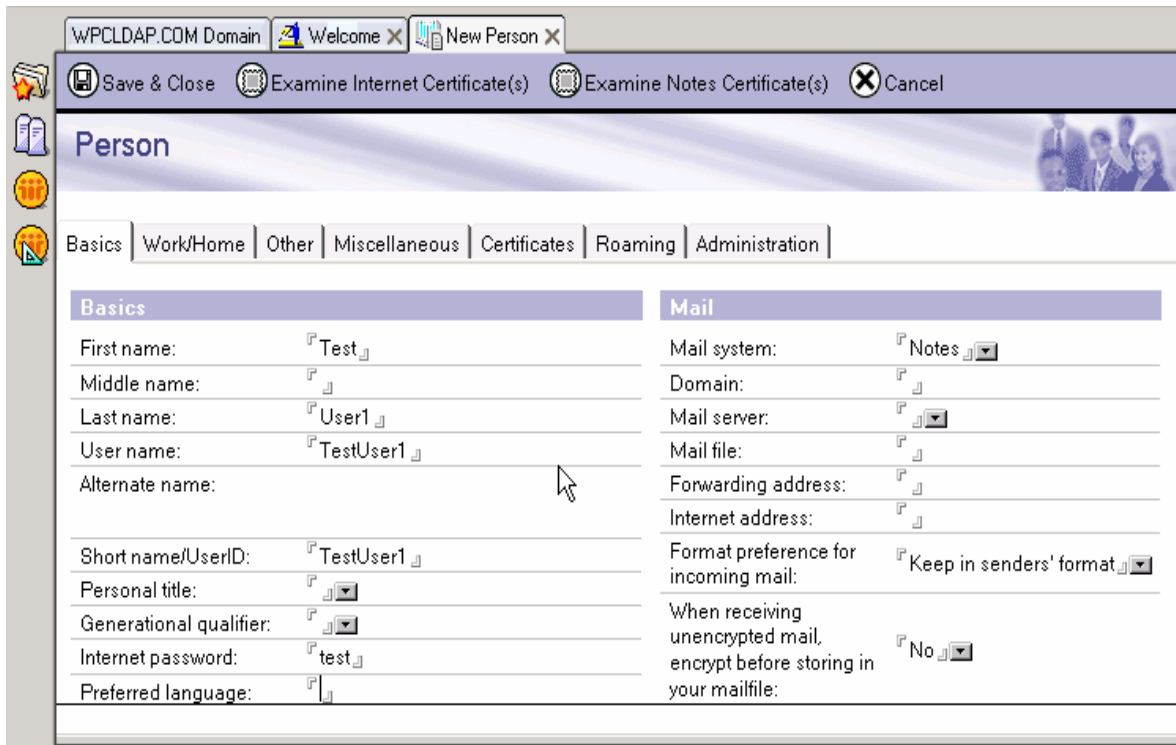 WPCLDAP.COM Domain Welcome New Person
Save & Close Examine Internet Certificate(s) Examine Notes Certificate(s) Cancel
Person
Basics Work/Home Other Miscellaneous Certificates Roaming Administration
Basics
First name: Test
Middle name:
Last name: User1
User name: TestUser1
Alternate name:
Short name/UserID: TestUser1
Personal title:
Generational qualifier:
Internet password: test
Preferred language:
Mail
Mail system: Notes
Domain:
Mail server:
Mail file:
Forwarding address:
Internet address:
Format preference for
incoming mail: Keep in senders' format
When receiving
unencrypted mail,
encrypt before storing in
your mailfile: No